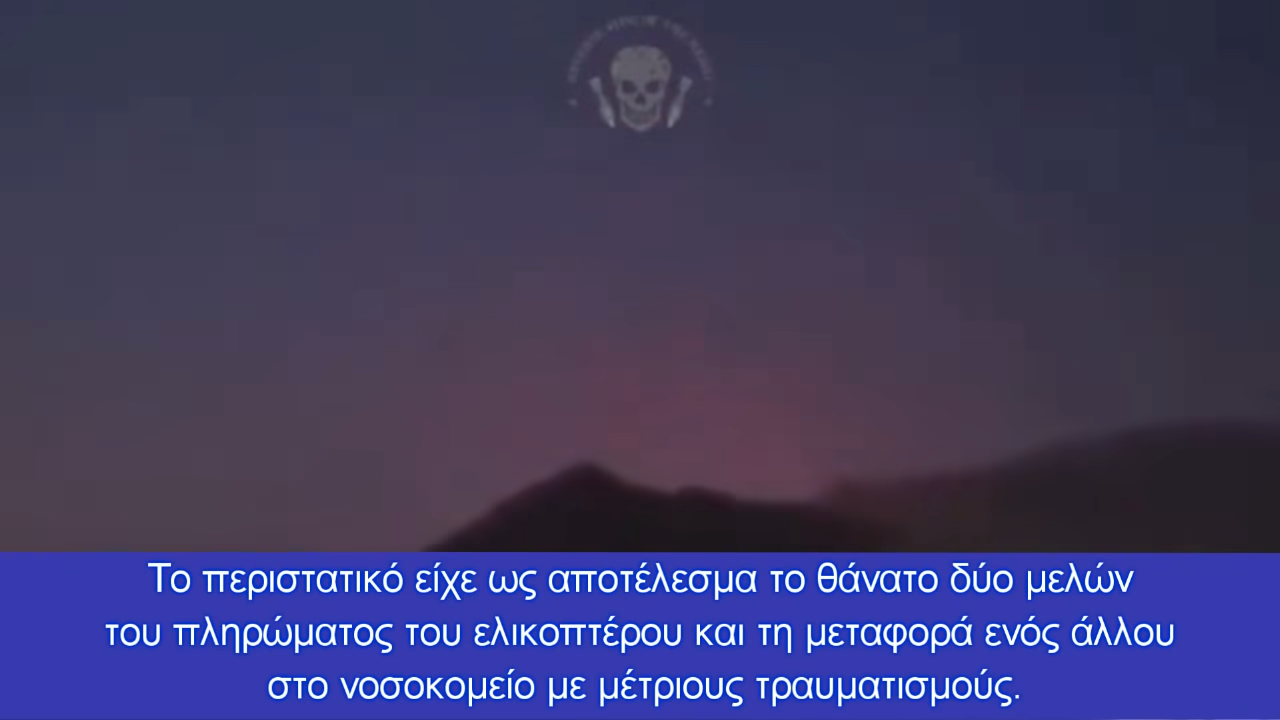 Το περιστατικό είχε ως αποτέλεσμα το θάνατο δύο μελών
του πληρώματος του ελικοπτέρου και τη μεταφορά ενός άλλου
στο νοσοκομείο με μέτριους τραυματισμούς.